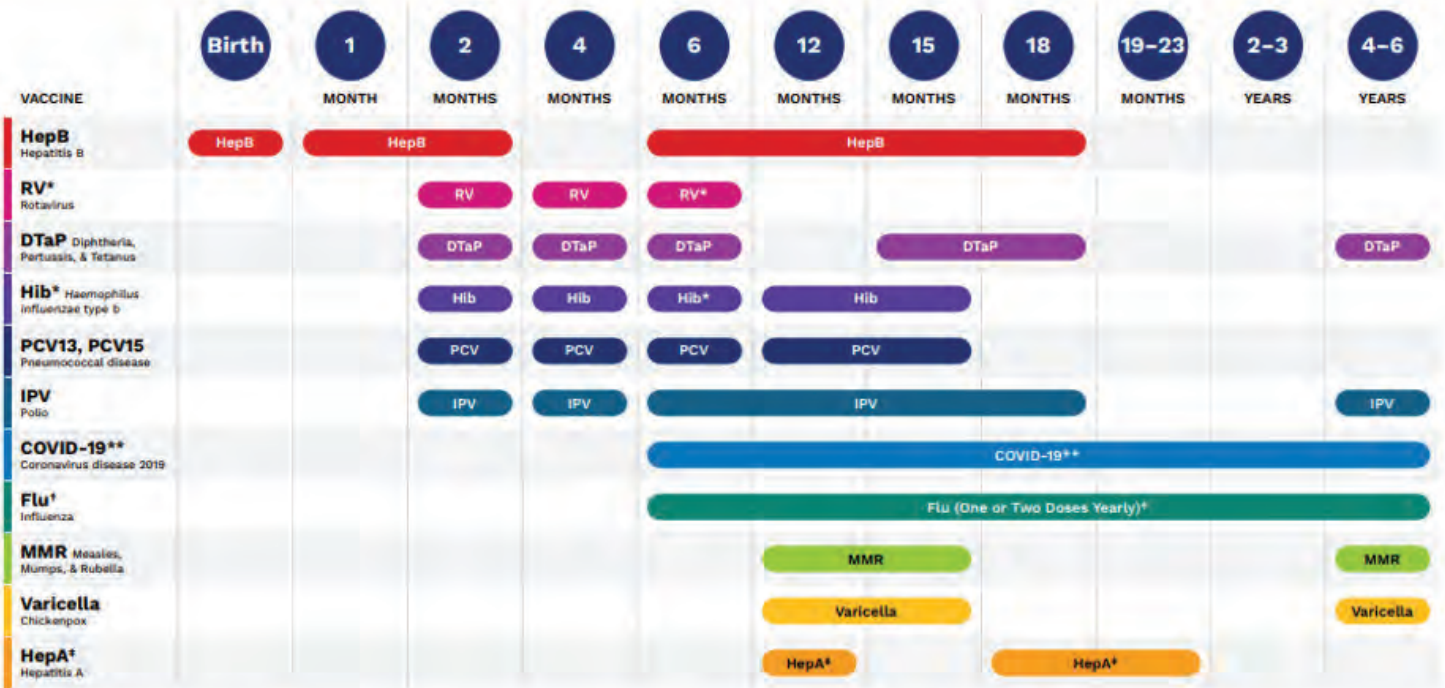 Birth 1 2 4 6 12 15 18 19–23 2–3 4–6
VACCINE MONTH MONTHS MONTHS MONTHS MONTHS MONTHS MONTHS MONTHS YEARS YEARS
HepB HepB HepB HepB
Hepatitis B
RV* RV RV RV*
Rotavirus
DTaP Diphtheria, DTaP DTaP DTaP DTaP DTaP
Pertussis, & Tetanus
Hib* Haemophilus Hib Hib Hib* Hib
influenzae type b
PCV13, PCV15 PCV PCV PCV PCV
Pneumococcal disease
IPV IPV IPV IPV IPV
Polio
COVID-19** COVID-19**
Coronavirus disease 2019
Flu† Flu (One or Two Doses Yearly)†
Influenza
MMR Measles, MMR MMR
Mumps, & Rubella
Varicella Varicella Varicella
Chickenpox
HepA‡ HepA‡ HepA‡
Hepatitis A